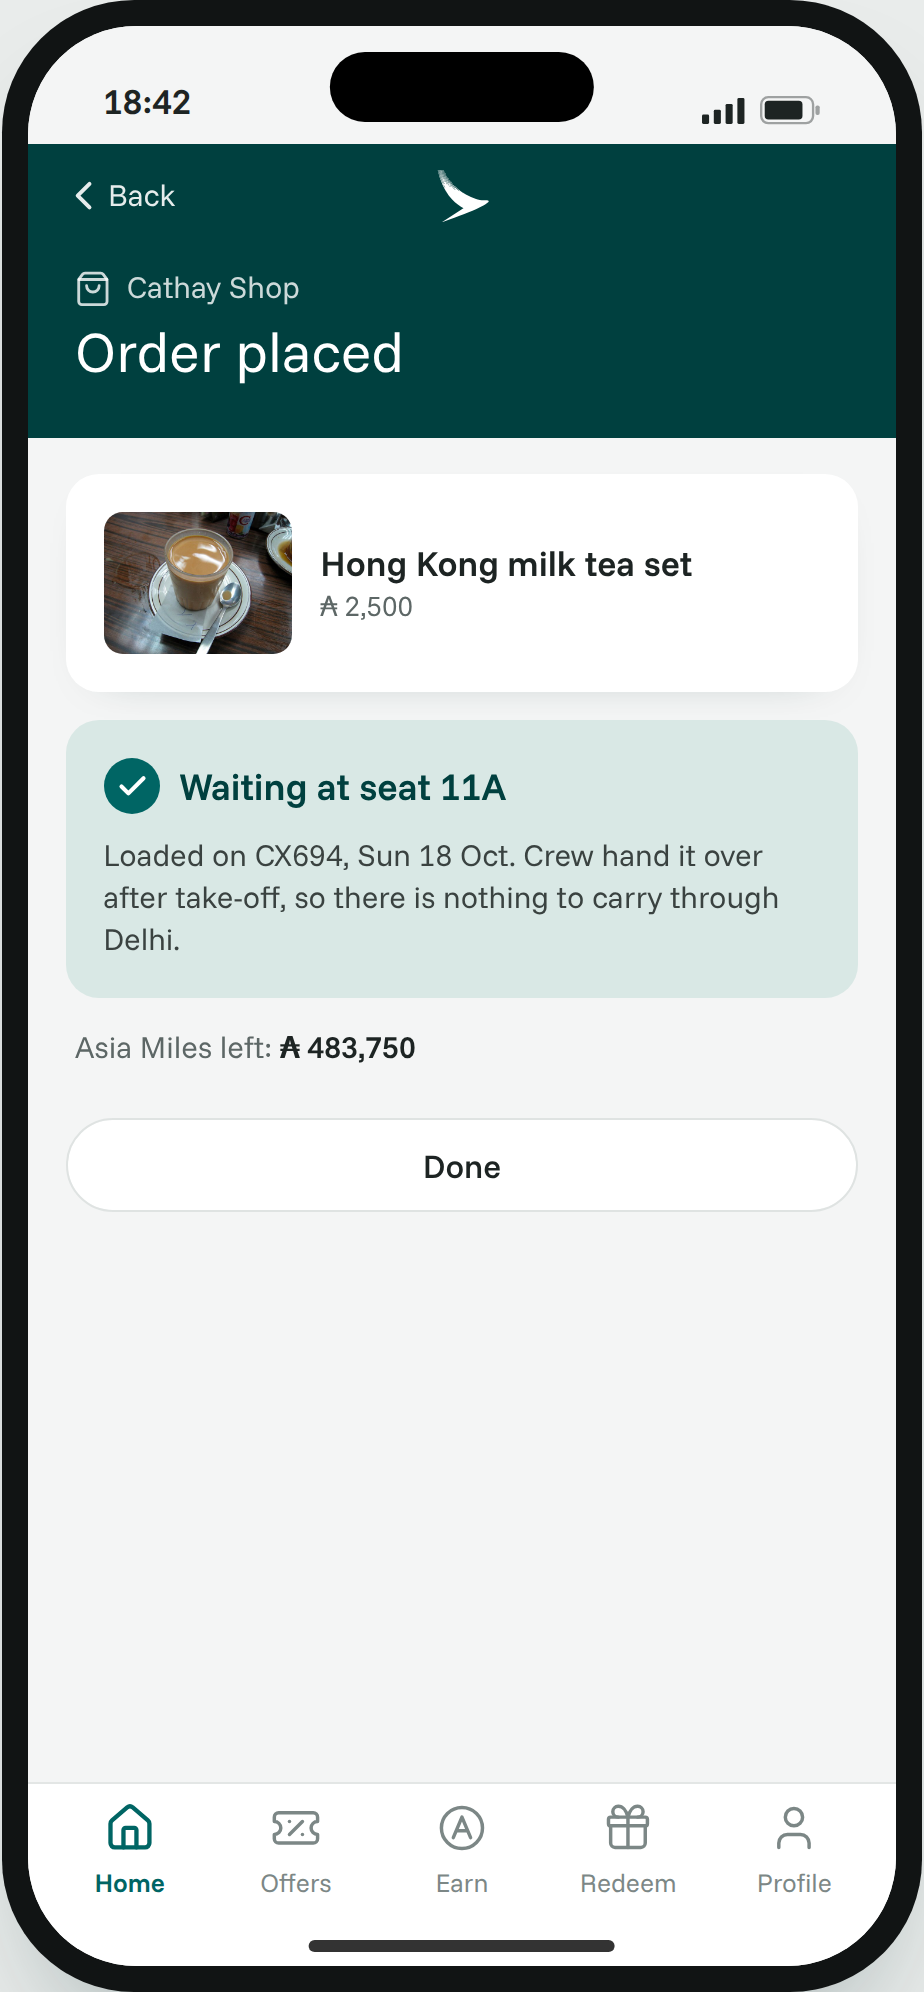 18:42
Back
Cathay Shop
Order placed
Hong Kong milk tea set
₳ 2,500
Waiting at seat 11A
Loaded on CX694, Sun 18 Oct. Crew hand it over
after take-off, so there is nothing to carry through
Delhi.
Asia Miles left: ₳ 483,750
Done
Home
Offers
Earn
Redeem
Profile